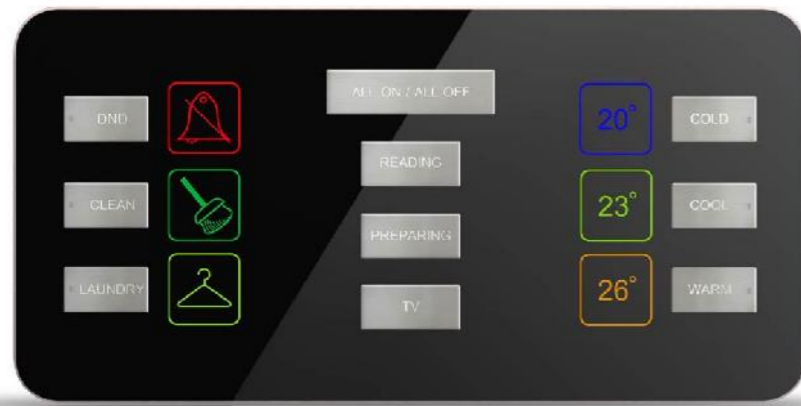 ALL ON / ALL OFF
DND
20°
COLD
READING
CLEAN
23°
COOL
PREPARING
LAUNDRY
26°
WARM
TV